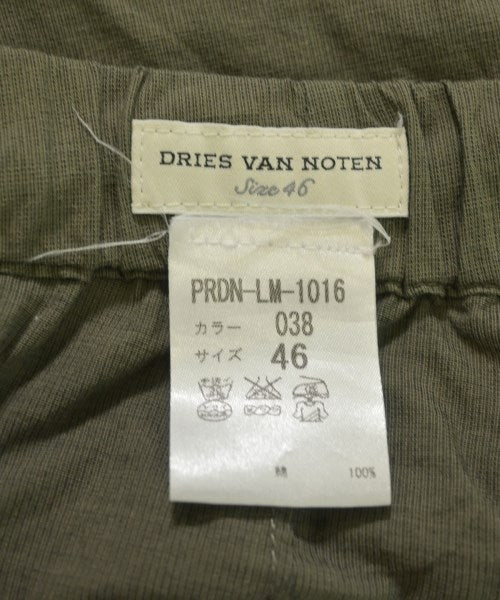 DRIES VAN NOTEN
Size 46
PRDN-LM-1016
カラー 038
サイズ 46
綿 100%